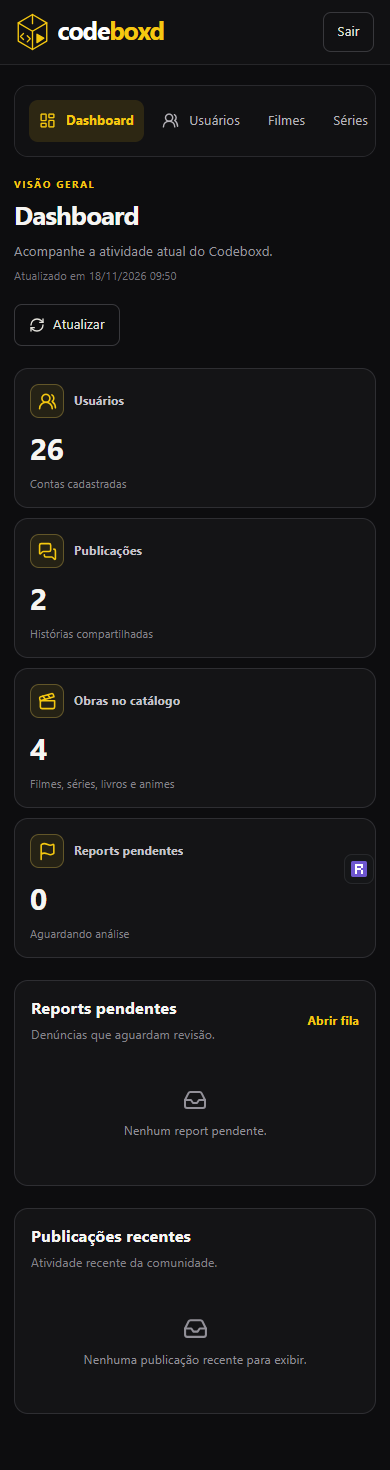 codeboxd
Sair
Dashboard
Usuários
Filmes
Séries
VISÃO GERAL
Dashboard
Acompanhe a atividade atual do Codeboxd.
Atualizado em 18/11/2026 09:50
Atualizar
Usuários
26
Contas cadastradas
Publicações
2
Histórias compartilhadas
Obras no catálogo
4
Filmes, séries, livros e animes
Reports pendentes
0
Aguardando análise
R
Reports pendentes
Abrir fila
Denúncias que aguardam revisão.
Nenhum report pendente.
Publicações recentes
Atividade recente da comunidade.
Nenhuma publicação recente para exibir.